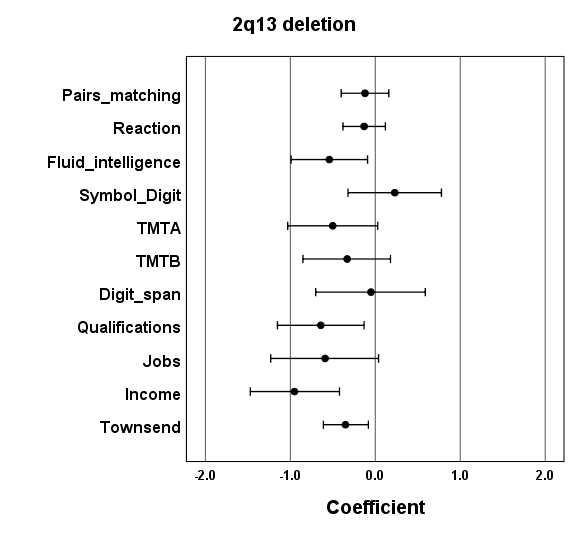 2q13 deletion
Pairs_matching
Reaction
Fluid_intelligence
Symbol_Digit
TMTA
TMTB
Digit_span
Qualifications
Jobs
Income
Townsend
-2.0 -1.0 0.0 1.0 2.0
Coefficient